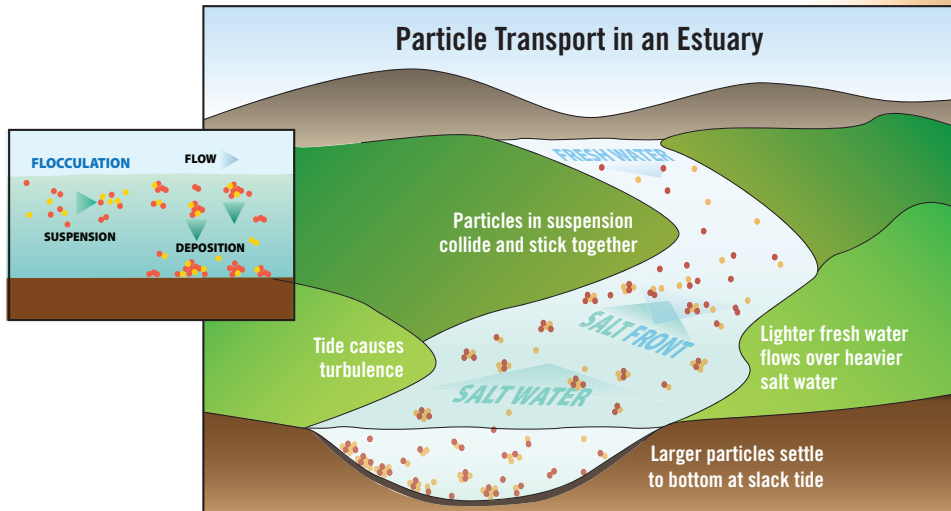 Particle Transport in an Estuary
FLOCCULATION
FLOW
SUSPENSION
DEPOSITION
FRESH WATER
Particles in suspension
collide and stick together
SALT FRONT
Tide causes
turbulence
Lighter fresh water
flows over heavier
salt water
SALT WATER
Larger particles settle
to bottom at slack tide